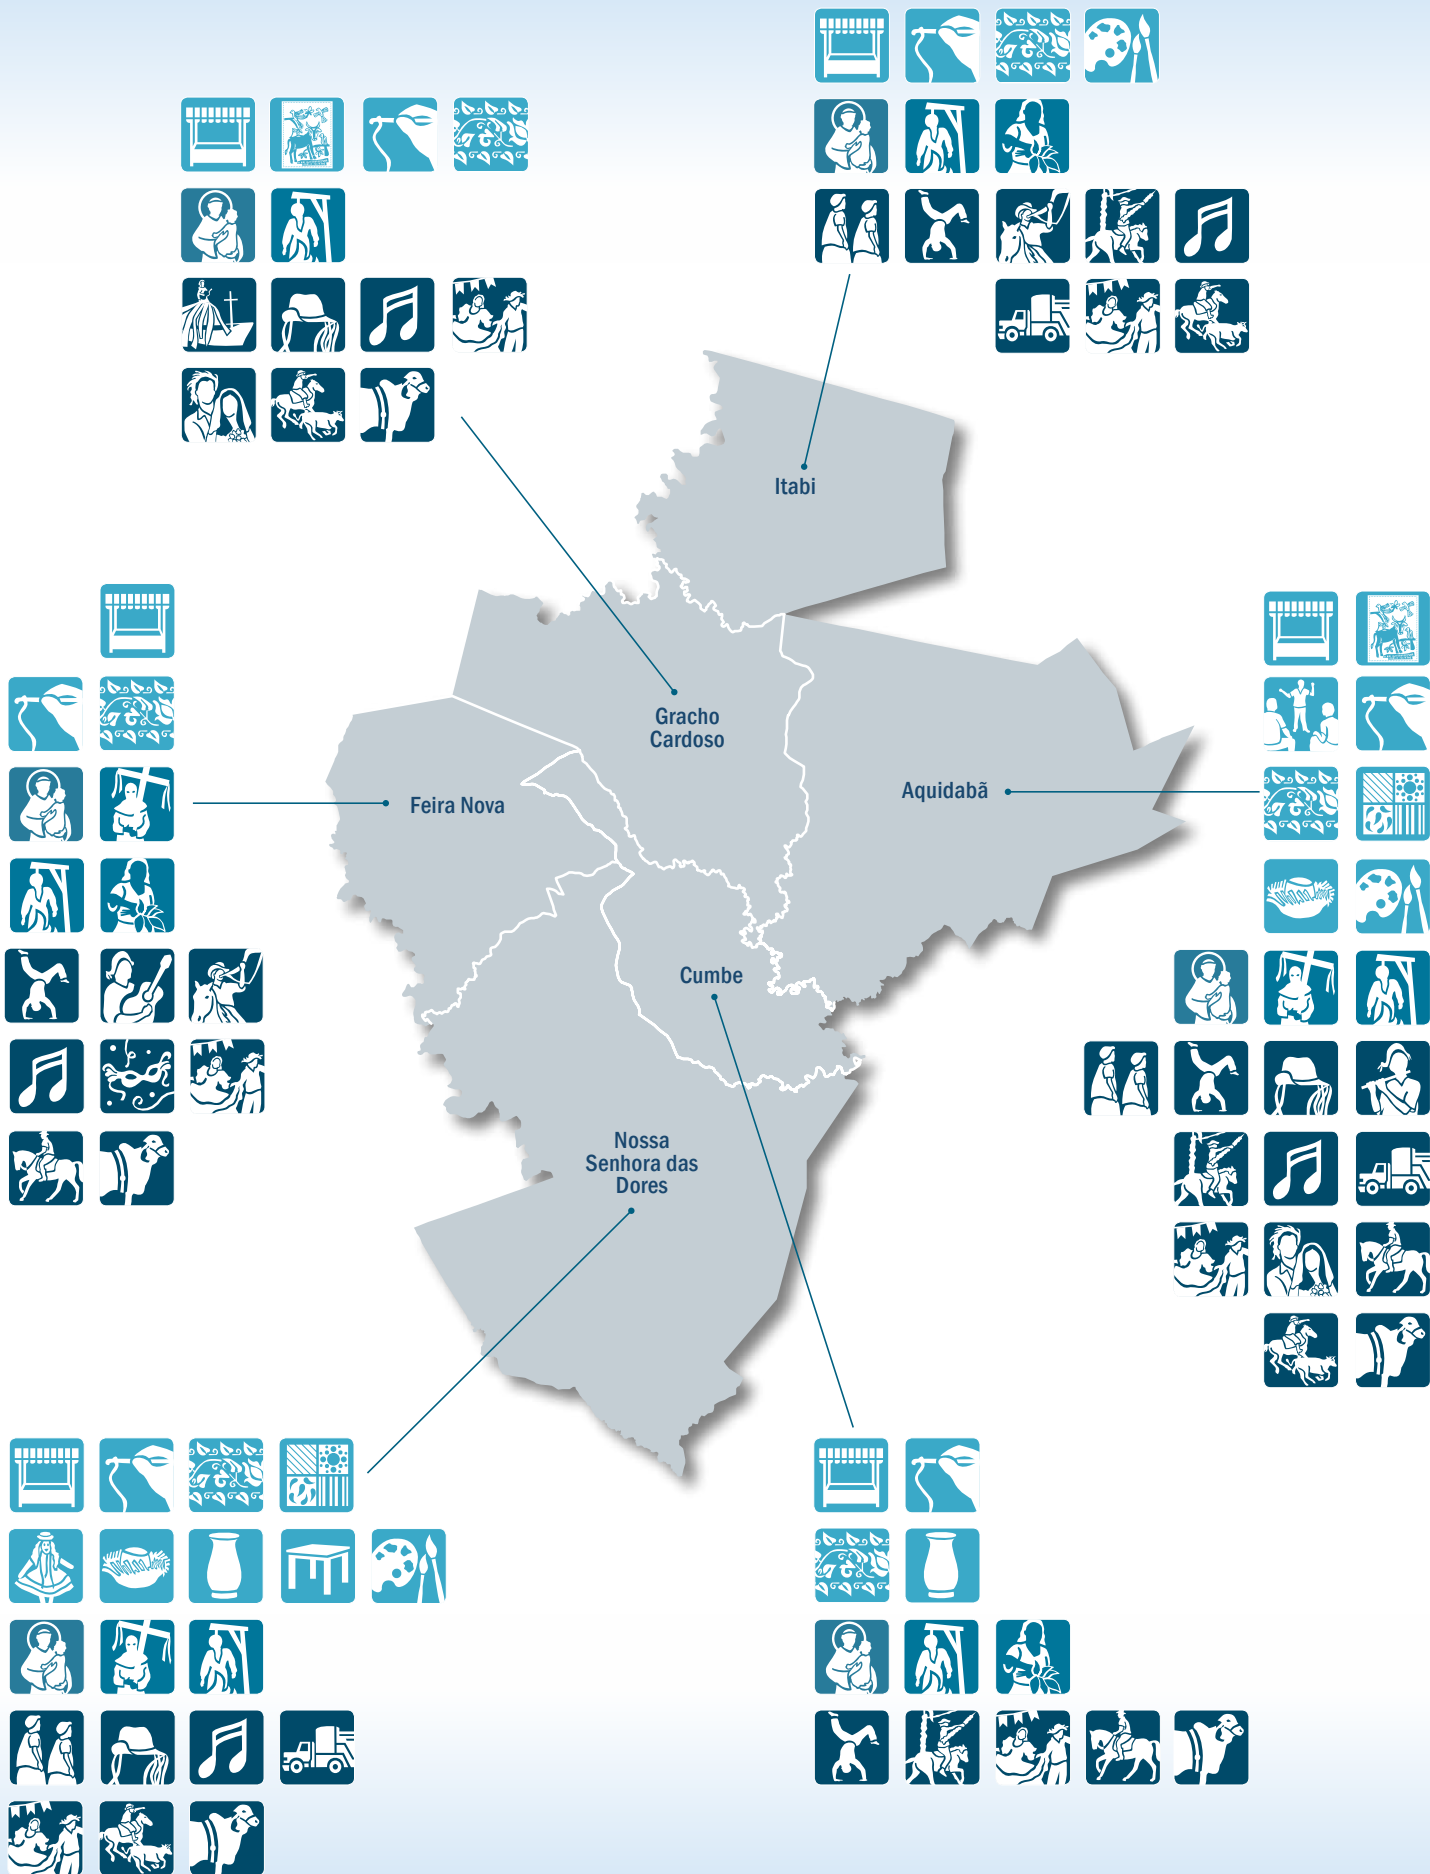 Itabi
Gracho
Cardoso
Feira Nova
Aquidabã
Cumbe
Nossa
Senhora das
Dores